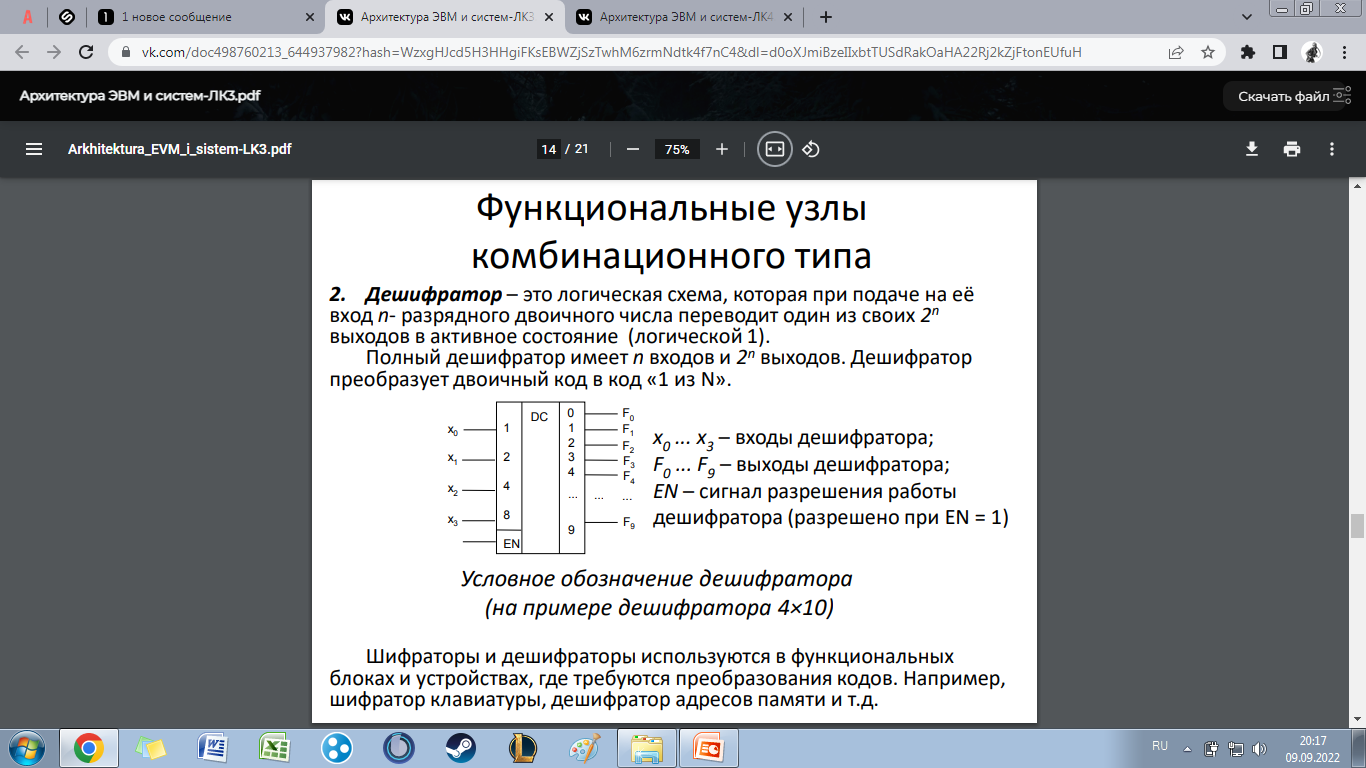 1 новое сообщение
Архитектура ЭВМ и систем-ЛК3
Архитектура ЭВМ и систем-ЛК4
vk.com/doc498760213_644937982?hash=WzxgHJcd5H3HHgiFKsEBWZjSzTwhM6zrmNdtk4f7nC4&dl=d0oXJmiBzeIIxbtTUSdRakOaHA22Rj2kZjFtonEUfuH
Архитектура ЭВМ и систем-ЛК3.pdf
Скачать файл
Arkhitektura_EVM_i_sistem-LK3.pdf
14 / 21
75%
Функциональные узлы
комбинационного типа
2. Дешифратор – это логическая схема, которая при подаче на её
вход n- разрядного двоичного числа переводит один из своих 2ⁿ
выходов в активное состояние (логической 1).
Полный дешифратор имеет n входов и 2ⁿ выходов. Дешифратор
преобразует двоичный код в код «1 из N».
DC
x₀ 1
x₁ 2
x₂ 4
x₃ 8
EN
0 F₀
1 F₁
2 F₂
3 F₃
4 F₄
... ... ...
9 F₉
x₀ ... x₃ – входы дешифратора;
F₀ ... F₉ – выходы дешифратора;
EN – сигнал разрешения работы
дешифратора (разрешено при EN = 1)
Условное обозначение дешифратора
(на примере дешифратора 4×10)
Шифраторы и дешифраторы используются в функциональных
блоках и устройствах, где требуются преобразования кодов. Например,
шифратор клавиатуры, дешифратор адресов памяти и т.д.
RU
20:17
09.09.2022